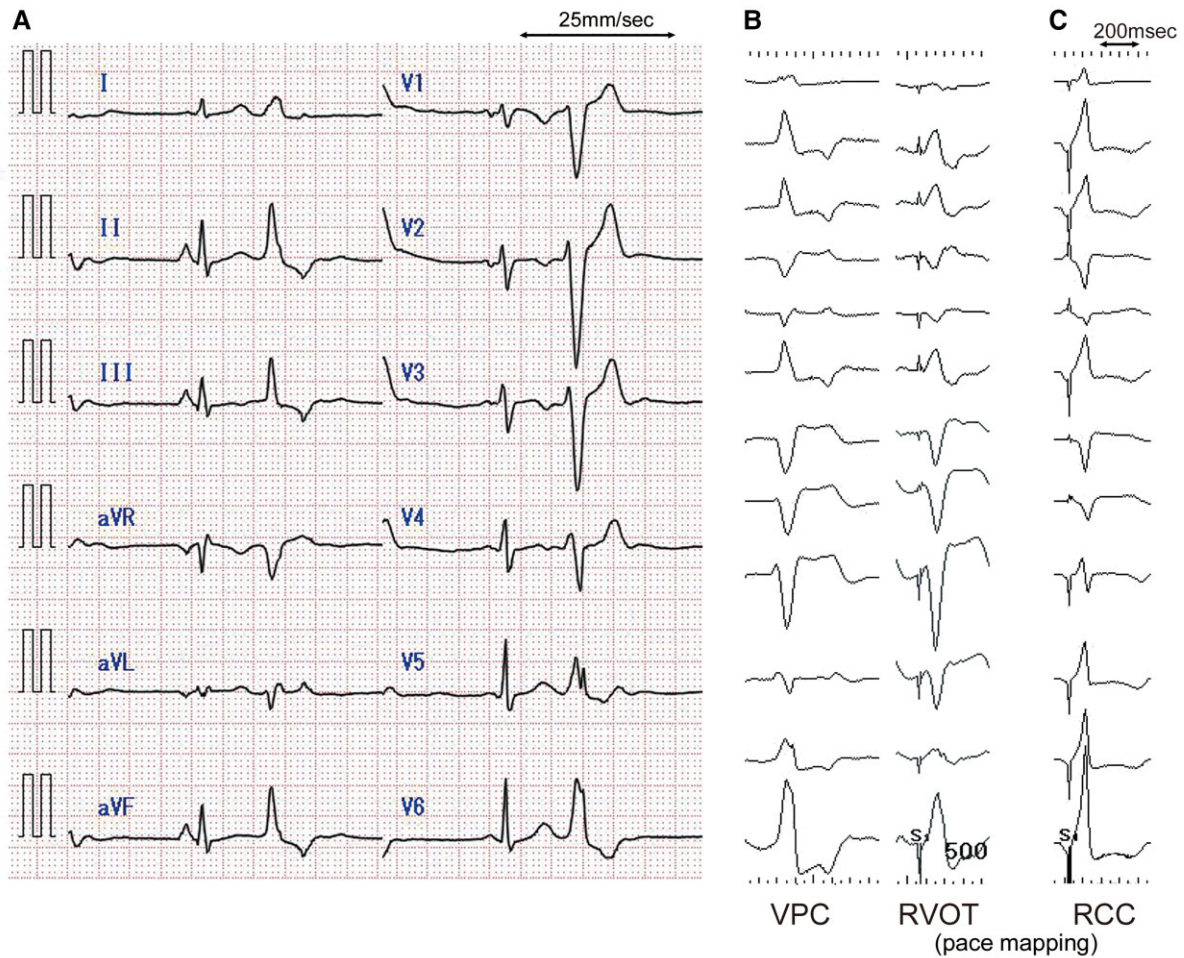 A
25mm/sec
B
C
200msec
I
V1
II
V2
III
V3
aVR
V4
aVL
V5
aVF
V6
S₁
500
S₁
VPC
RVOT
RCC
(pace mapping)